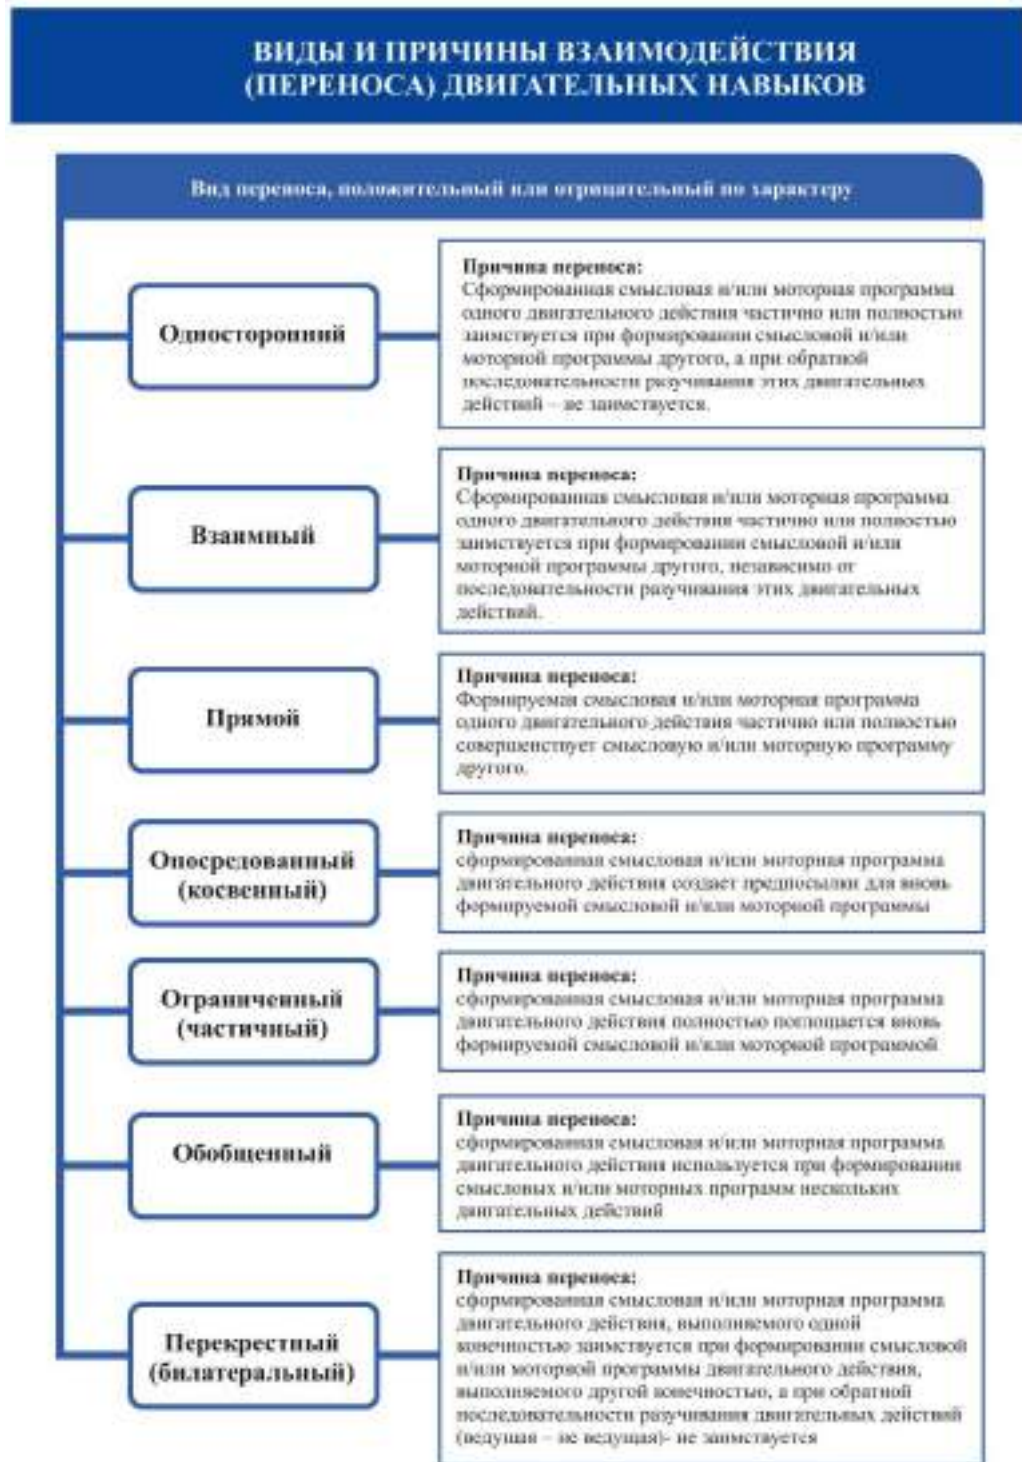 ВИДЫ И ПРИЧИНЫ ВЗАИМОДЕЙСТВИЯ
(ПЕРЕНОСА) ДВИГАТЕЛЬНЫХ НАВЫКОВ
Вид переноса, положительный или отрицательный по характеру
Односторонний
Причина переноса:
Сформированная смысловая и/или моторная программа
одного двигательного действия частично или полностью
заимствуется при формировании смысловой и/или
моторной программы другого, а при обратной
последовательности разучивания этих двигательных
действий – не заимствуется.
Взаимный
Причина переноса:
Сформированная смысловая и/или моторная программа
одного двигательного действия частично или полностью
заимствуется при формировании смысловой и/или
моторной программы другого, независимо от
последовательности разучивания этих двигательных
действий.
Прямой
Причина переноса:
Формируемая смысловая и/или моторная программа
одного двигательного действия частично или полностью
совершенствует смысловую и/или моторную программу
другого.
Опосредованный
(косвенный)
Причина переноса:
сформированная смысловая и/или моторная программа
двигательного действия создает предпосылки для вновь
формируемой смысловой и/или моторной программы
Ограниченный
(частичный)
Причина переноса:
сформированная смысловая и/или моторная программа
двигательного действия полностью поглощается вновь
формируемой смысловой и/или моторной программой
Обобщенный
Причина переноса:
сформированная смысловая и/или моторная программа
двигательного действия используется при формировании
смысловых и/или моторных программ нескольких
двигательных действий
Перекрестный
(билатеральный)
Причина переноса:
сформированная смысловая и/или моторная программа
двигательного действия, выполняемого одной
конечностью заимствуется при формировании смысловой
и/или моторной программы двигательного действия,
выполняемого другой конечностью, а при обратной
последовательности разучивания двигательных действий
(ведущая – не ведущая)- не заимствуется